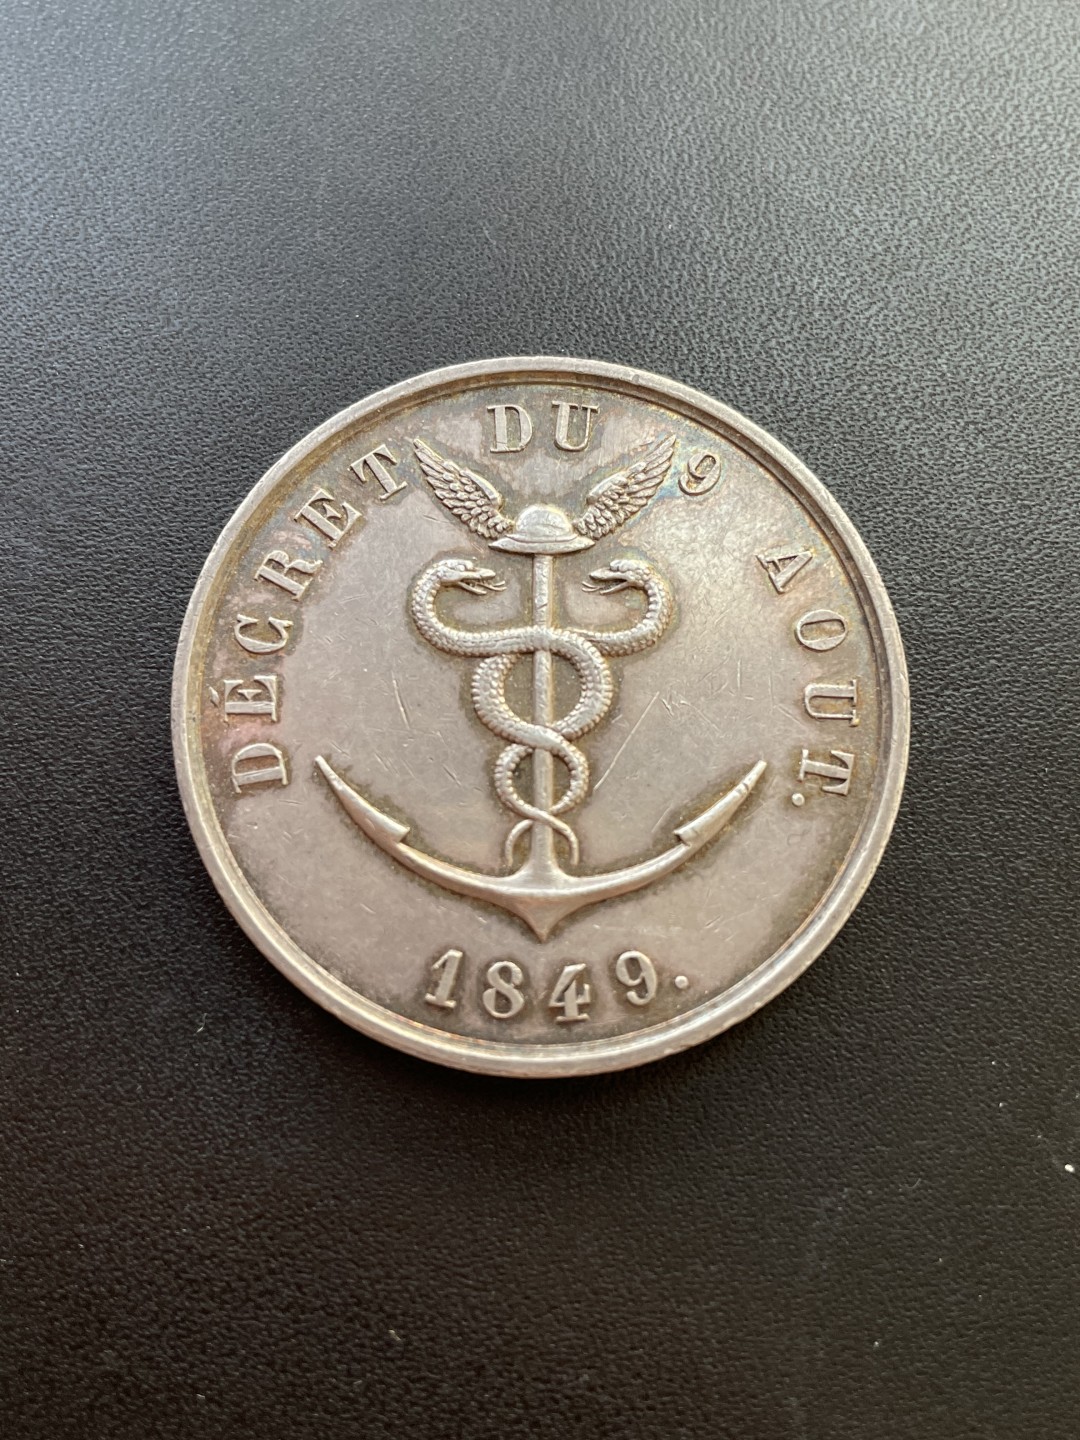 DÉCRET DU 9 AOUT.
1849.